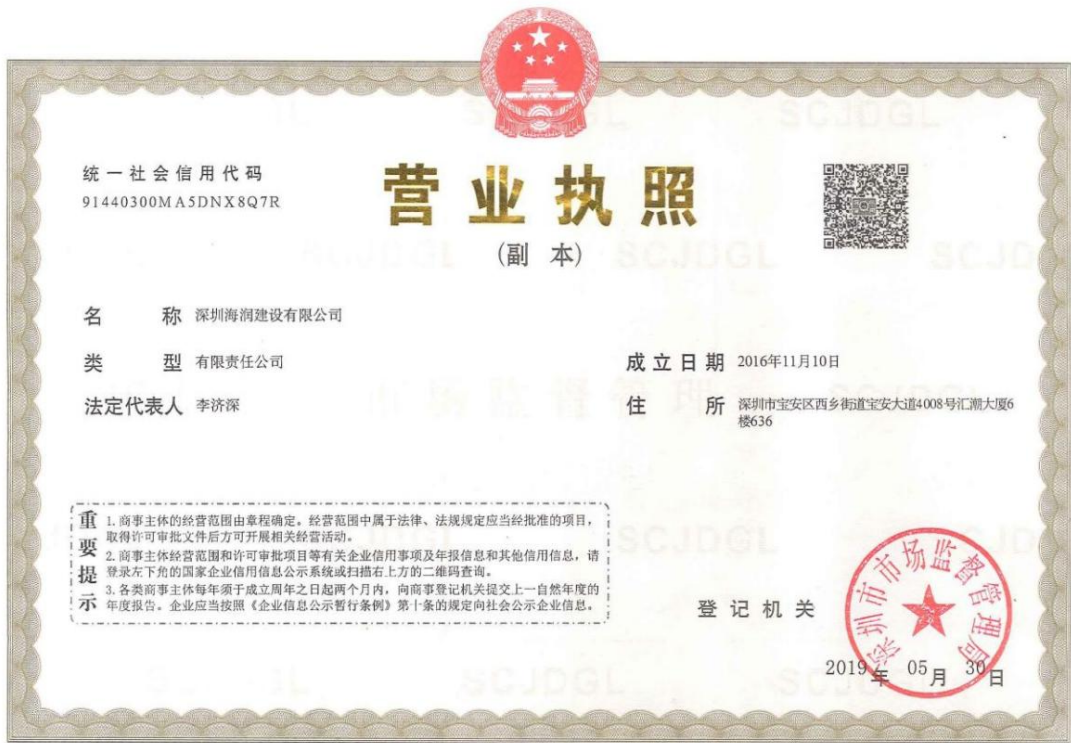 统一社会信用代码
91440300MA5DNX8Q7R
营业执照
(副 本)
名 称 深圳海润建设有限公司
类 型 有限责任公司
成立日期 2016年11月10日
法定代表人 李济深
住 所 深圳市宝安区西乡街道宝安大道4008号汇潮大厦6
楼636
重要提示
1.商事主体的经营范围由章程确定。经营范围中属于法律、法规规定应当经批准的项目，
取得许可审批文件后方可开展相关经营活动。
2.商事主体经营范围和许可审批项目等有关企业信用事项及年报信息和其他信用信息，请
登录左下角的国家企业信用信息公示系统或扫描右上方的二维码查询。
3.各类商事主体每年须于成立周年之日起两个月内，向商事登记机关提交上一自然年度的
年度报告。企业应当按照《企业信息公示暂行条例》第十条的规定向社会公示企业信息。
登记机关
深圳市市场监督管理局
2019年 05月 30日
SCJDGL
市场监督管理